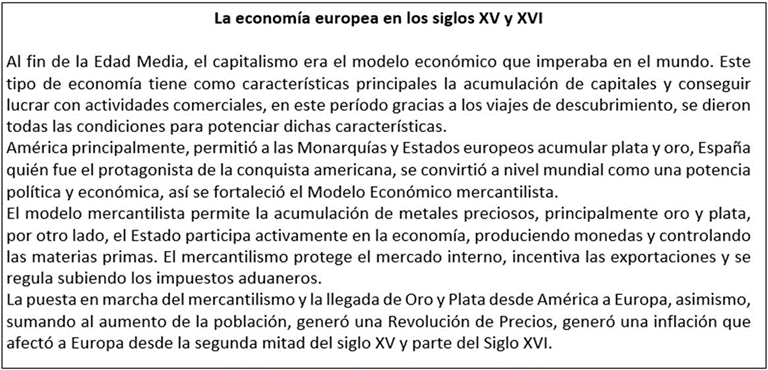 La economía europea en los siglos XV y XVI
Al fin de la Edad Media, el capitalismo era el modelo económico que imperaba en el mundo. Este
tipo de economía tiene como características principales la acumulación de capitales y conseguir
lucrar con actividades comerciales, en este período gracias a los viajes de descubrimiento, se dieron
todas las condiciones para potenciar dichas características.
América principalmente, permitió a las Monarquías y Estados europeos acumular plata y oro, España
quién fue el protagonista de la conquista americana, se convirtió a nivel mundial como una potencia
política y económica, así se fortaleció el Modelo Económico mercantilista.
El modelo mercantilista permite la acumulación de metales preciosos, principalmente oro y plata,
por otro lado, el Estado participa activamente en la economía, produciendo monedas y controlando
las materias primas. El mercantilismo protege el mercado interno, incentiva las exportaciones y se
regula subiendo los impuestos aduaneros.
La puesta en marcha del mercantilismo y la llegada de Oro y Plata desde América a Europa, asimismo,
sumando al aumento de la población, generó una Revolución de Precios, generó una inflación que
afectó a Europa desde la segunda mitad del siglo XV y parte del Siglo XVI.